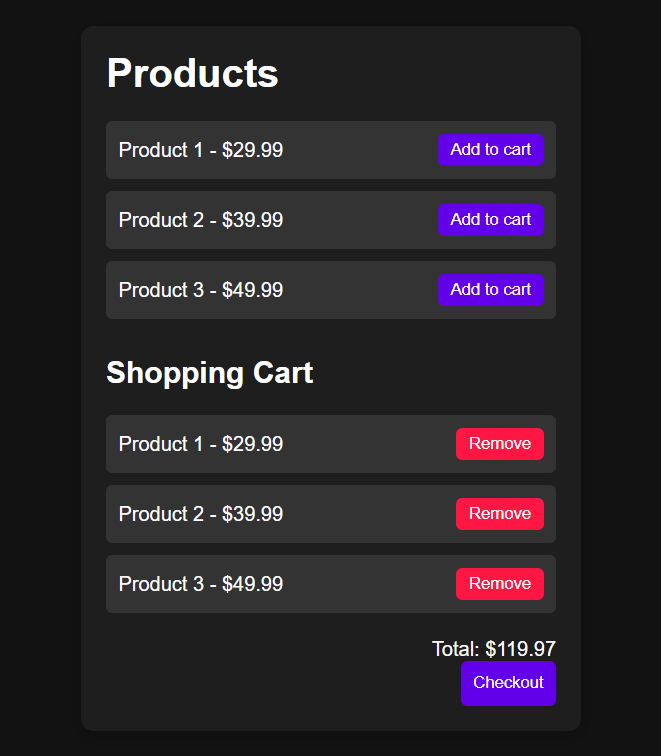 Products
Product 1 - $29.99 Add to cart
Product 2 - $39.99 Add to cart
Product 3 - $49.99 Add to cart
Shopping Cart
Product 1 - $29.99 Remove
Product 2 - $39.99 Remove
Product 3 - $49.99 Remove
Total: $119.97
Checkout